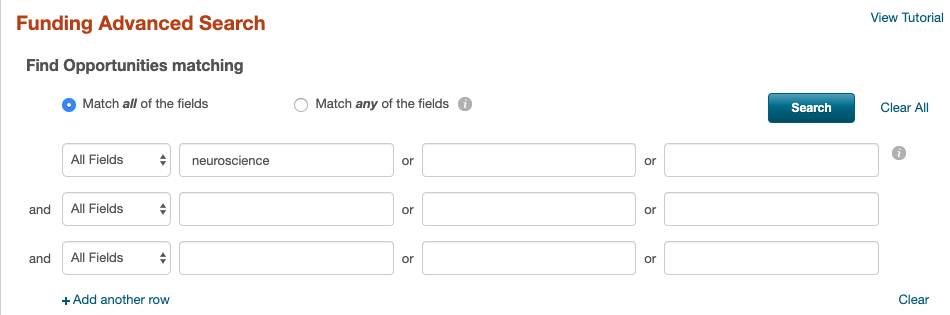 Funding Advanced Search
View Tutorial
Find Opportunities matching
Match all of the fields
Match any of the fields i
Search
Clear All
All Fields neuroscience or or i
and All Fields or or
and All Fields or or
+ Add another row
Clear